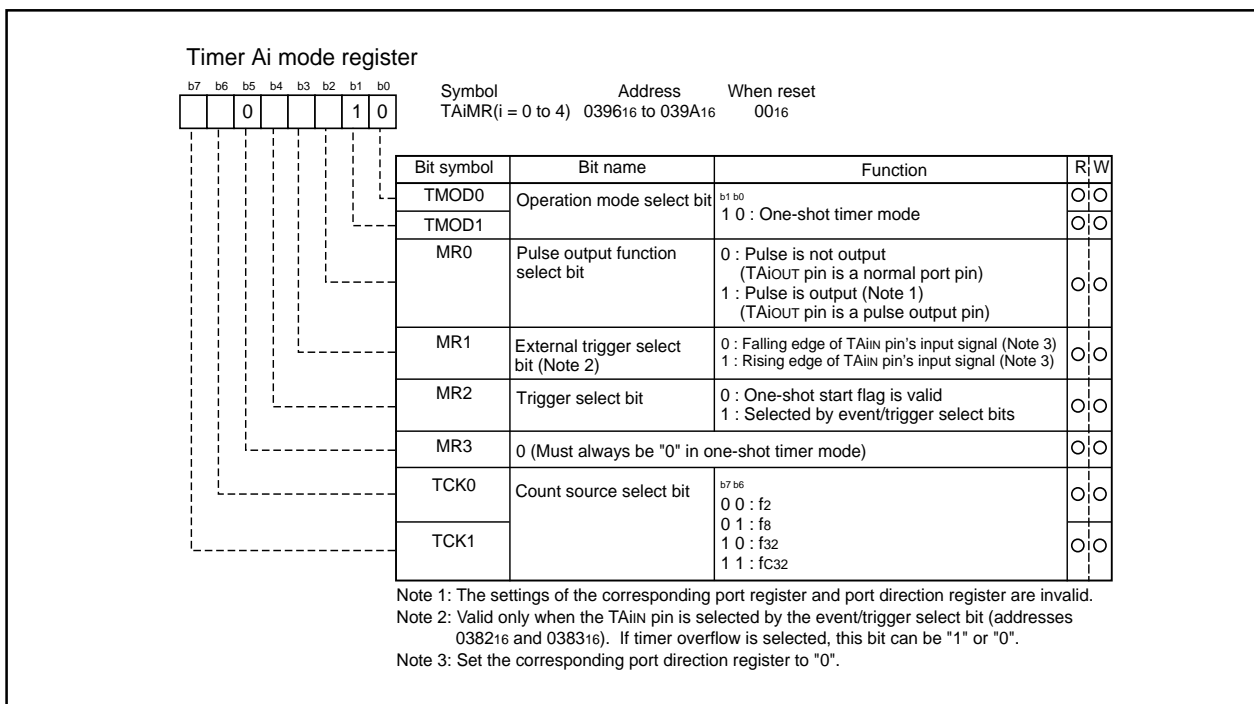 Timer Ai mode register
b7 b6 b5 b4 b3 b2 b1 b0
0 1 0
Symbol Address When reset
TAiMR(i = 0 to 4) 039616 to 039A16 0016
Bit symbol Bit name Function R W
TMOD0 Operation mode select bit b1 b0
1 0 : One-shot timer mode
TMOD1
MR0 Pulse output function select bit
0 : Pulse is not output
(TAiOUT pin is a normal port pin)
1 : Pulse is output (Note 1)
(TAiOUT pin is a pulse output pin)
MR1 External trigger select bit (Note 2)
0 : Falling edge of TAiIN pin's input signal (Note 3)
1 : Rising edge of TAiIN pin's input signal (Note 3)
MR2 Trigger select bit
0 : One-shot start flag is valid
1 : Selected by event/trigger select bits
MR3 0 (Must always be "0" in one-shot timer mode)
TCK0 Count source select bit
b7 b6
0 0 : f2
0 1 : f8
TCK1
1 0 : f32
1 1 : fC32
Note 1: The settings of the corresponding port register and port direction register are invalid.
Note 2: Valid only when the TAiIN pin is selected by the event/trigger select bit (addresses
038216 and 038316). If timer overflow is selected, this bit can be "1" or "0".
Note 3: Set the corresponding port direction register to "0".